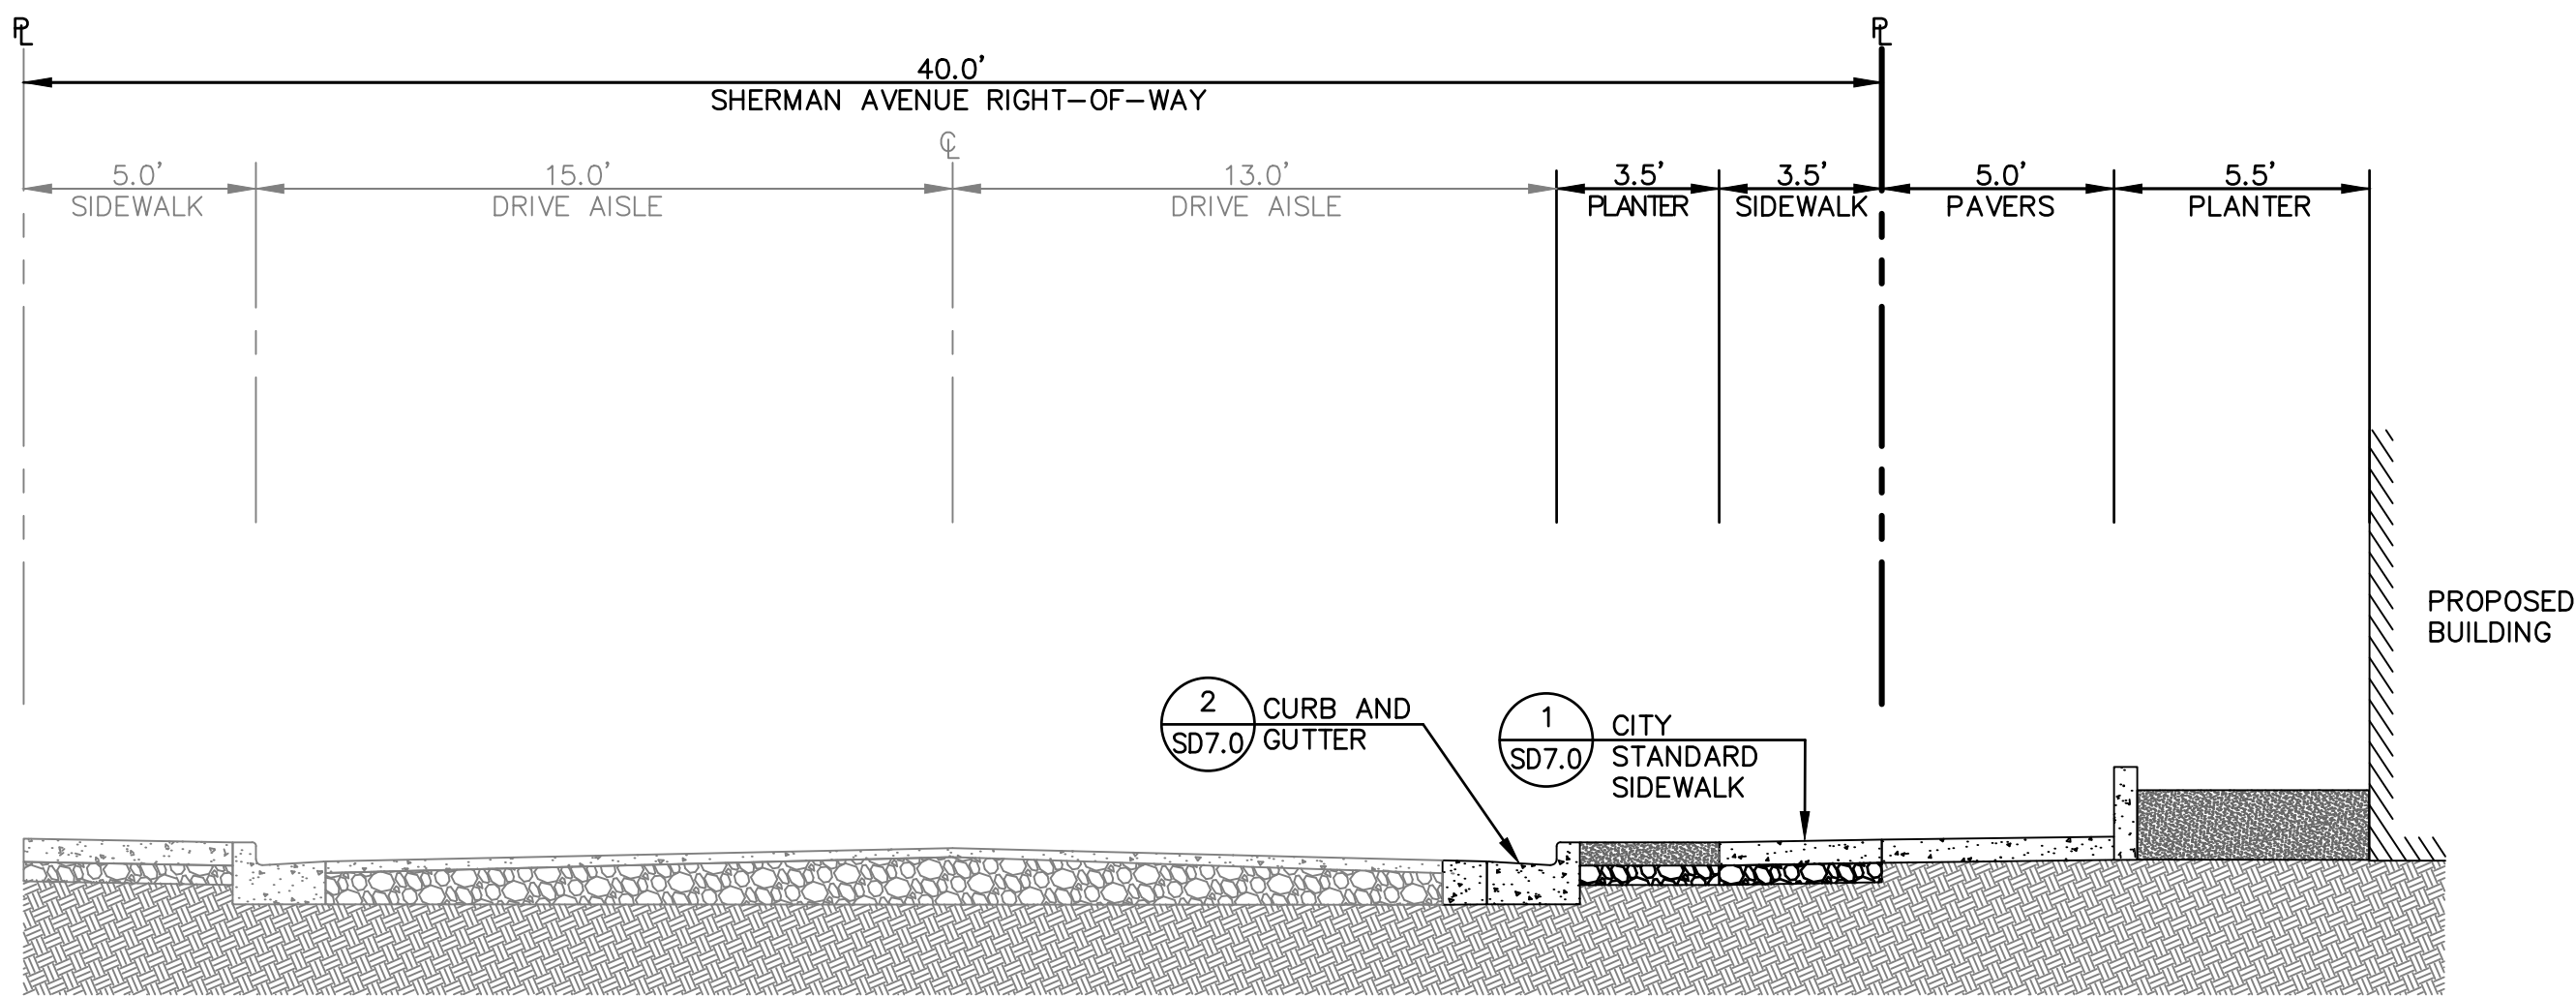 PL
PL
40.0’
SHERMAN AVENUE RIGHT-OF-WAY
CL
5.0’
SIDEWALK
15.0’
DRIVE AISLE
13.0’
DRIVE AISLE
3.5’
PLANTER
3.5’
SIDEWALK
5.0’
PAVERS
5.5’
PLANTER
PROPOSED
BUILDING
2
SD7.0
CURB AND
GUTTER
1
SD7.0
CITY
STANDARD
SIDEWALK